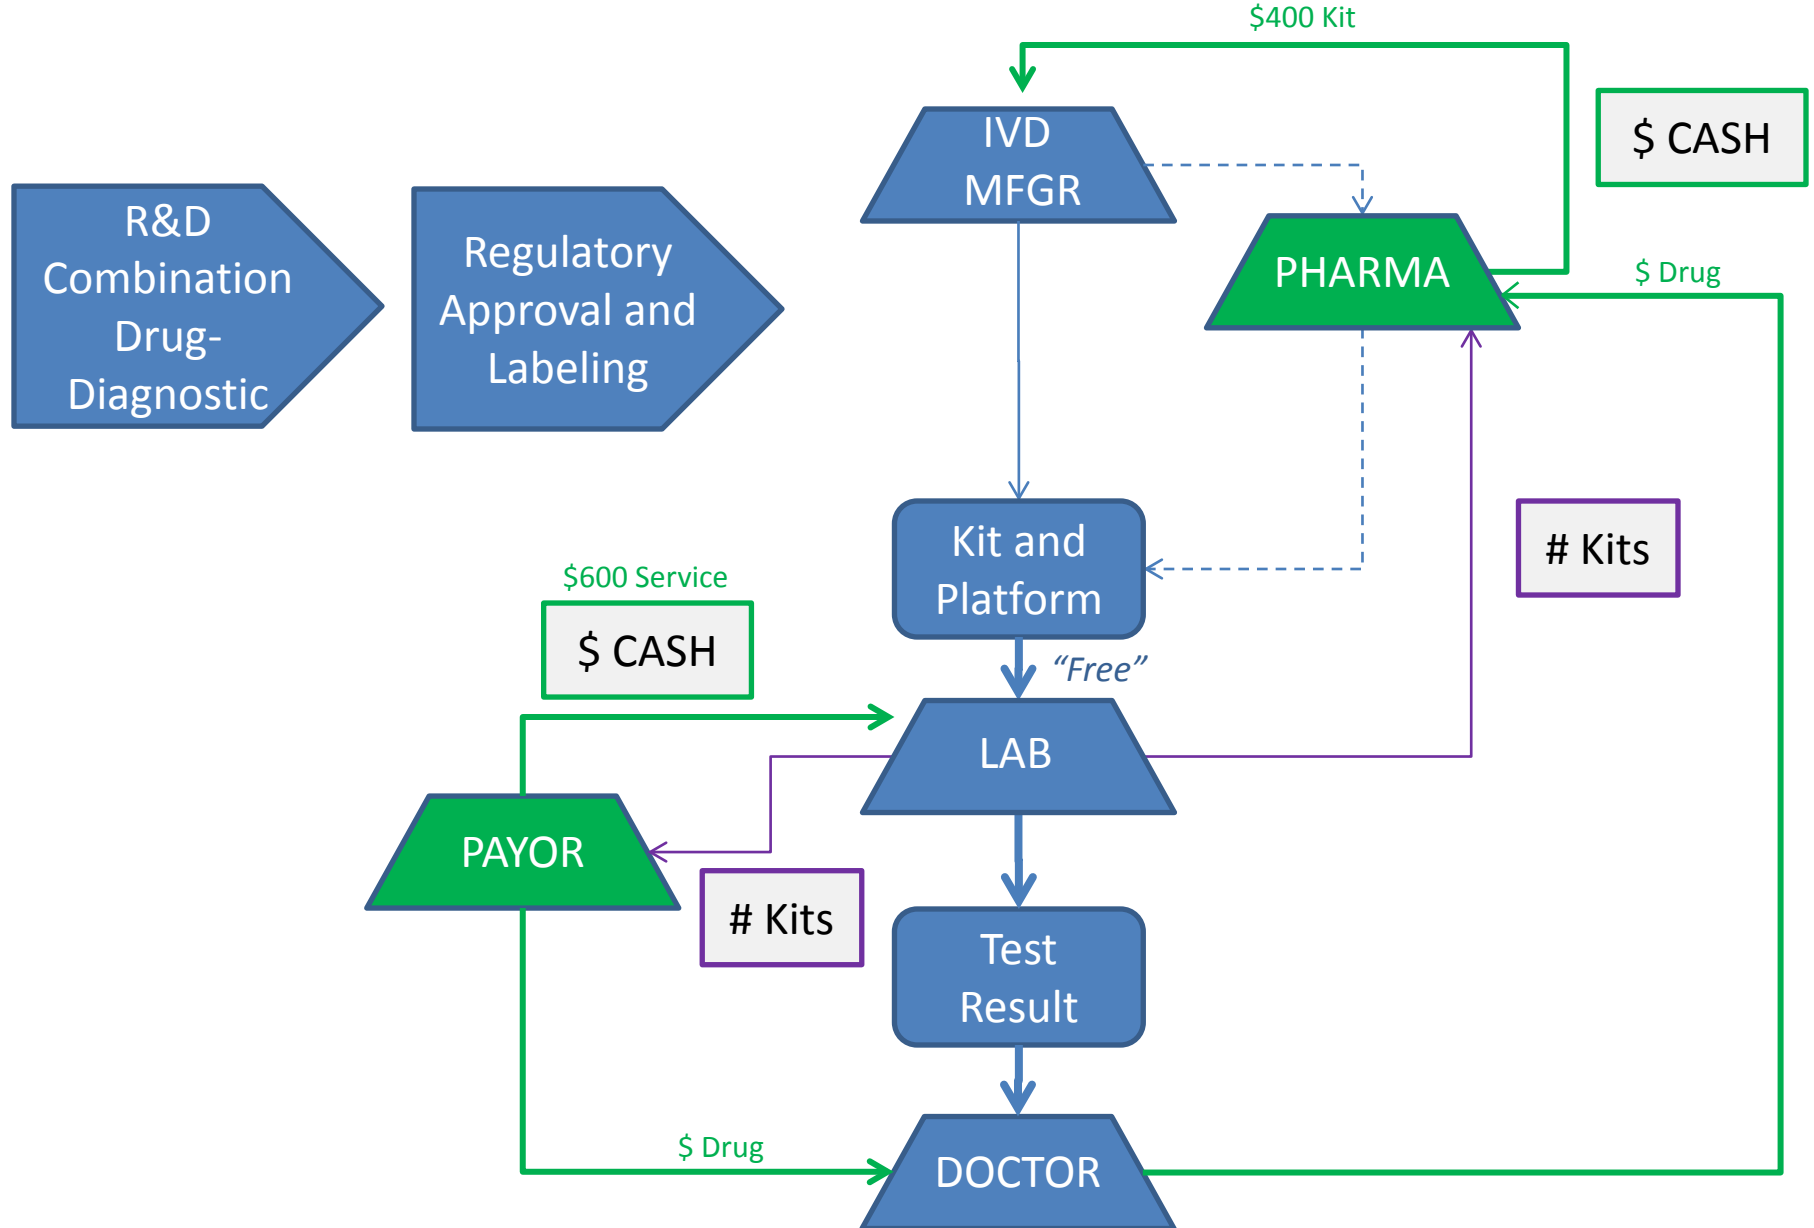 $400 Kit
$ CASH
IVD
MFGR
R&D
Combination
Drug-
Diagnostic
Regulatory
Approval and
Labeling
PHARMA
$ Drug
Kit and
Platform
# Kits
$600 Service
$ CASH
“Free”
LAB
PAYOR
# Kits
Test
Result
$ Drug
DOCTOR